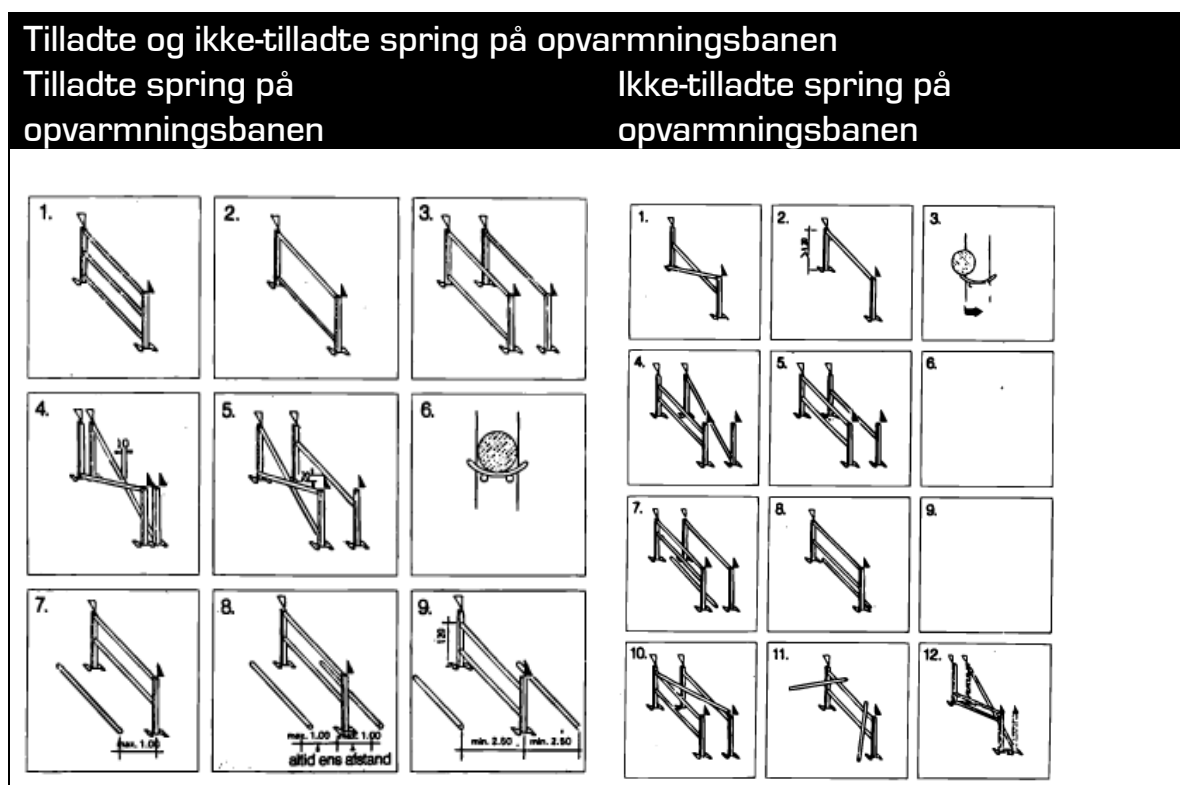 Tilladte og ikke-tilladte spring på opvarmningsbanen
Tilladte spring på
opvarmningsbanen
Ikke-tilladte spring på
opvarmningsbanen
1.
2.
3.
4.
10
5.
6.
7.
max. 1.00
8.
max. 1.00
max. 1.00
altid ens afstand
9.
120
min. 2.50
min. 2.50
1.
2.
3.
4.
5.
6.
7.
8.
9.
10.
11.
12.